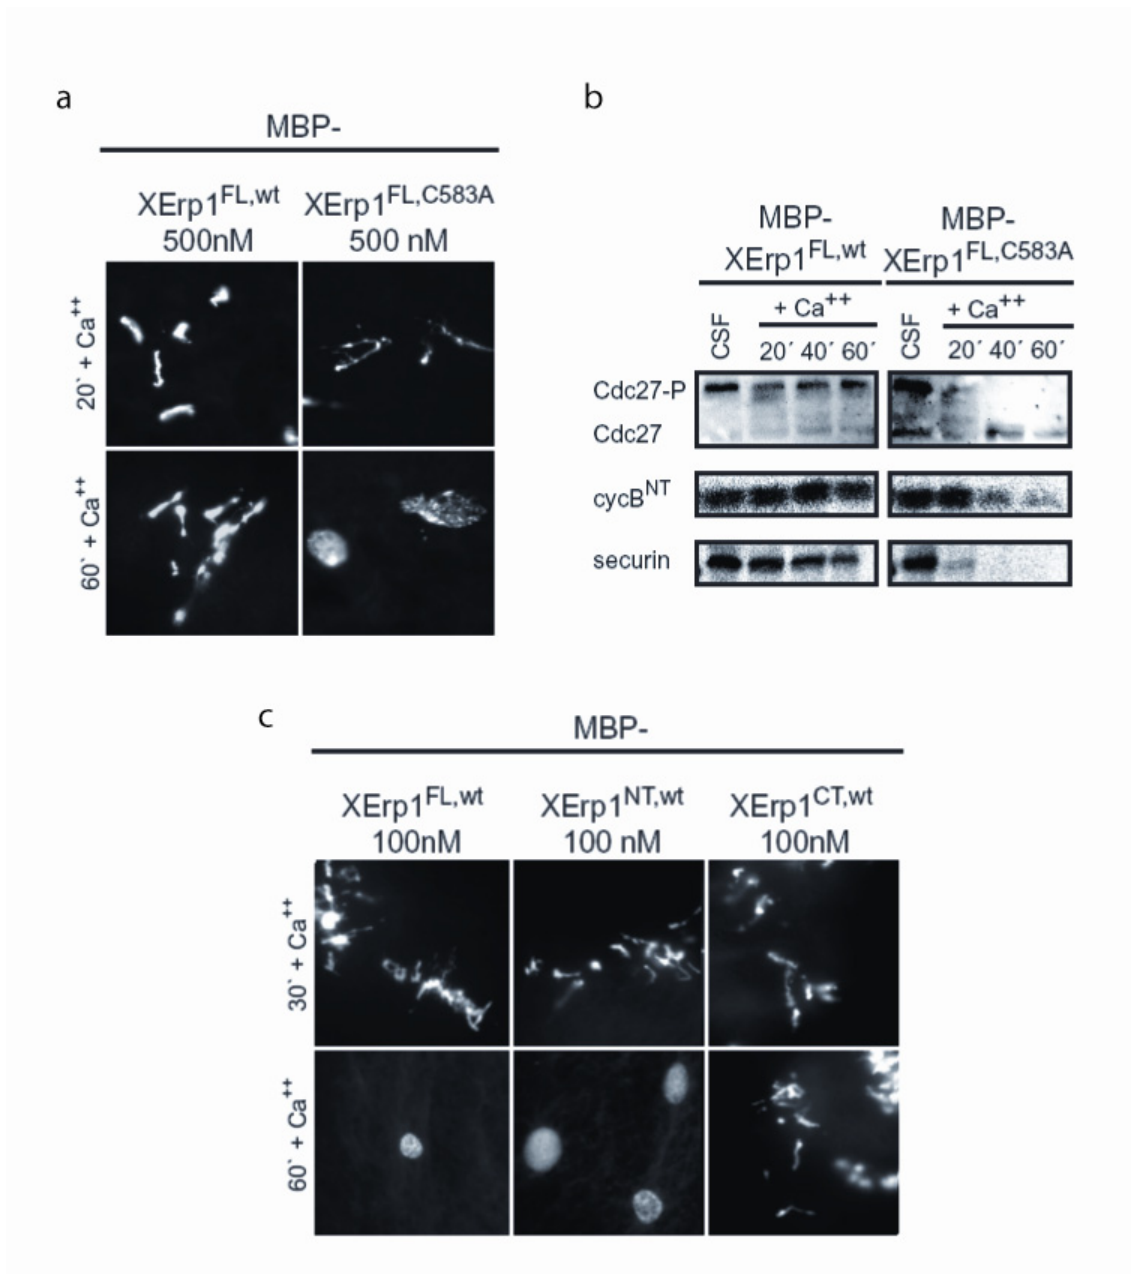 a
MBP-
XErp1FL,wt XErp1FL,C583A
500nM 500 nM
20` + Ca++
60` + Ca++
b
MBP- MBP-
XErp1FL,wt XErp1FL,C583A
CSF + Ca++ CSF + Ca++
20´ 40´ 60´ 20´ 40´ 60´
Cdc27-P
Cdc27
cycBNT
securin
c
MBP-
XErp1FL,wt XErp1NT,wt XErp1CT,wt
100nM 100 nM 100nM
30` + Ca++
60` + Ca++